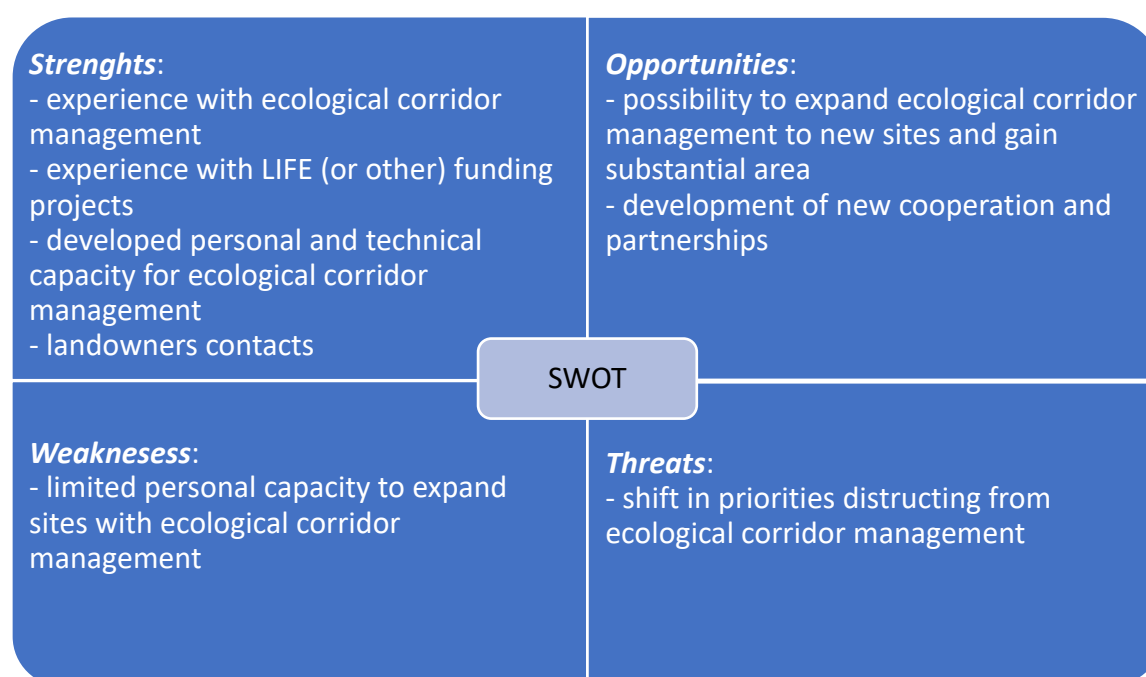 Strenghts:
- experience with ecological corridor
management
- experience with LIFE (or other) funding
projects
- developed personal and technical
capacity for ecological corridor
management
- landowners contacts
Opportunities:
- possibility to expand ecological corridor
management to new sites and gain
substantial area
- development of new cooperation and
partnerships
SWOT
Weaknesess:
- limited personal capacity to expand
sites with ecological corridor
management
Threats:
- shift in priorities distructing from
ecological corridor management